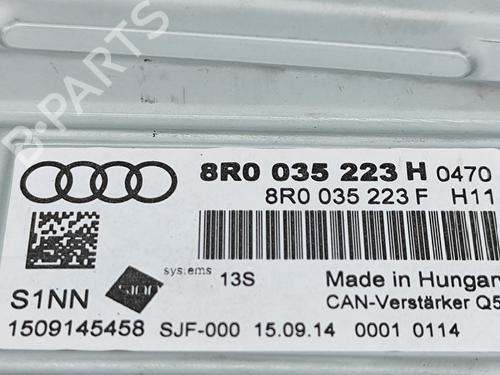 B-PARTS
8R0 035 223 H 0470
8R0 035 223 F H11
systems 13S
Made in Hungar
S1NN
CAN-Verstärker Q5
1509145458 SJF-000 15.09.14 0001 0114